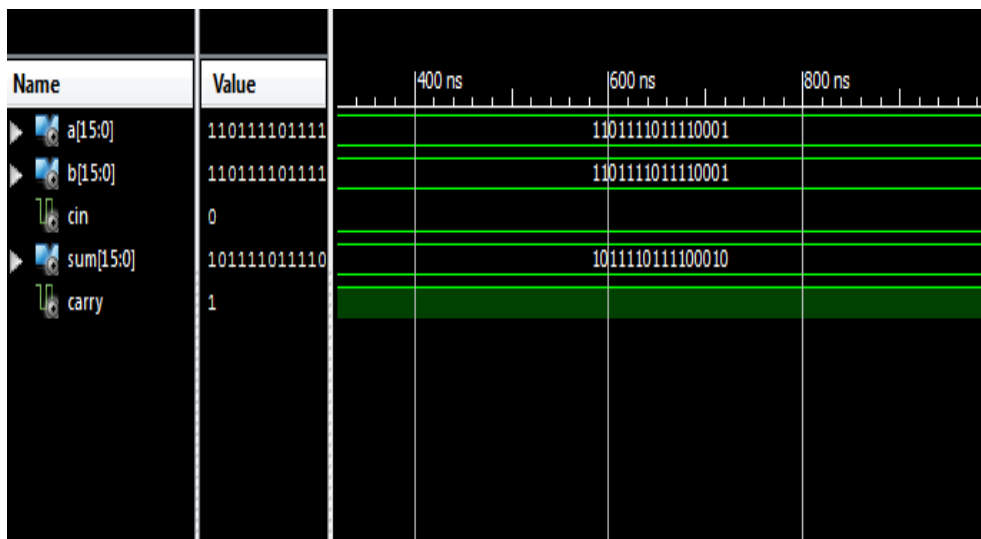 400 ns 600 ns 800 ns
Name Value
a[15:0] 110111101111 1101111011110001
b[15:0] 110111101111 1101111011110001
cin 0
sum[15:0] 101111011110 1011110111100010
carry 1